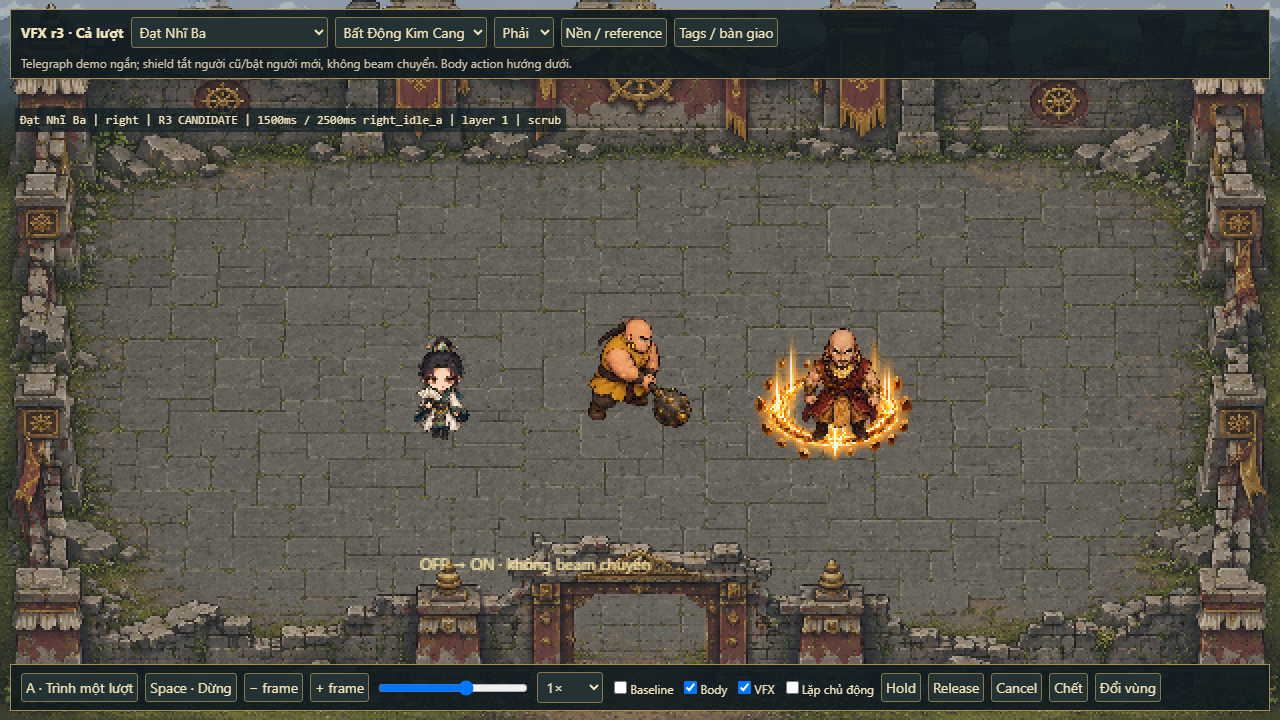 VFX r3 · Cả lượt Đạt Nhĩ Ba Bất Động Kim Cang Phải Nền / reference Tags / bàn giao
Telegraph demo ngắn; shield tắt người cũ/bật người mới, không beam chuyển. Body action hướng dưới.
Đạt Nhĩ Ba | right | R3 CANDIDATE | 1500ms / 2500ms right_idle_a | layer 1 | scrub
OFF → ON · không beam chuyển
A · Trình một lượt Space · Dừng − frame + frame 1× Baseline Body VFX Lặp chủ động Hold Release Cancel Chết Đổi vùng